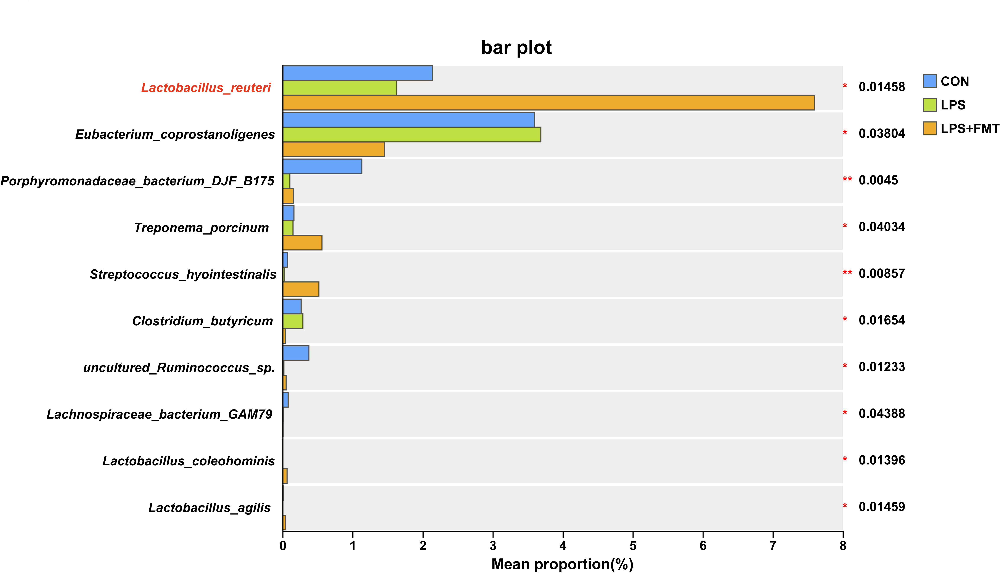 bar plot
Lactobacillus_reuteri * 0.01458
Eubacterium_coprostanoligenes * 0.03804
Porphyromonadaceae_bacterium_DJF_B175 ** 0.0045
Treponema_porcinum * 0.04034
Streptococcus_hyointestinalis ** 0.00857
Clostridium_butyricum * 0.01654
uncultured_Ruminococcus_sp. * 0.01233
Lachnospiraceae_bacterium_GAM79 * 0.04388
Lactobacillus_coleohominis * 0.01396
Lactobacillus_agilis * 0.01459
0 1 2 3 4 5 6 7 8
Mean proportion(%)
CON
LPS
LPS+FMT